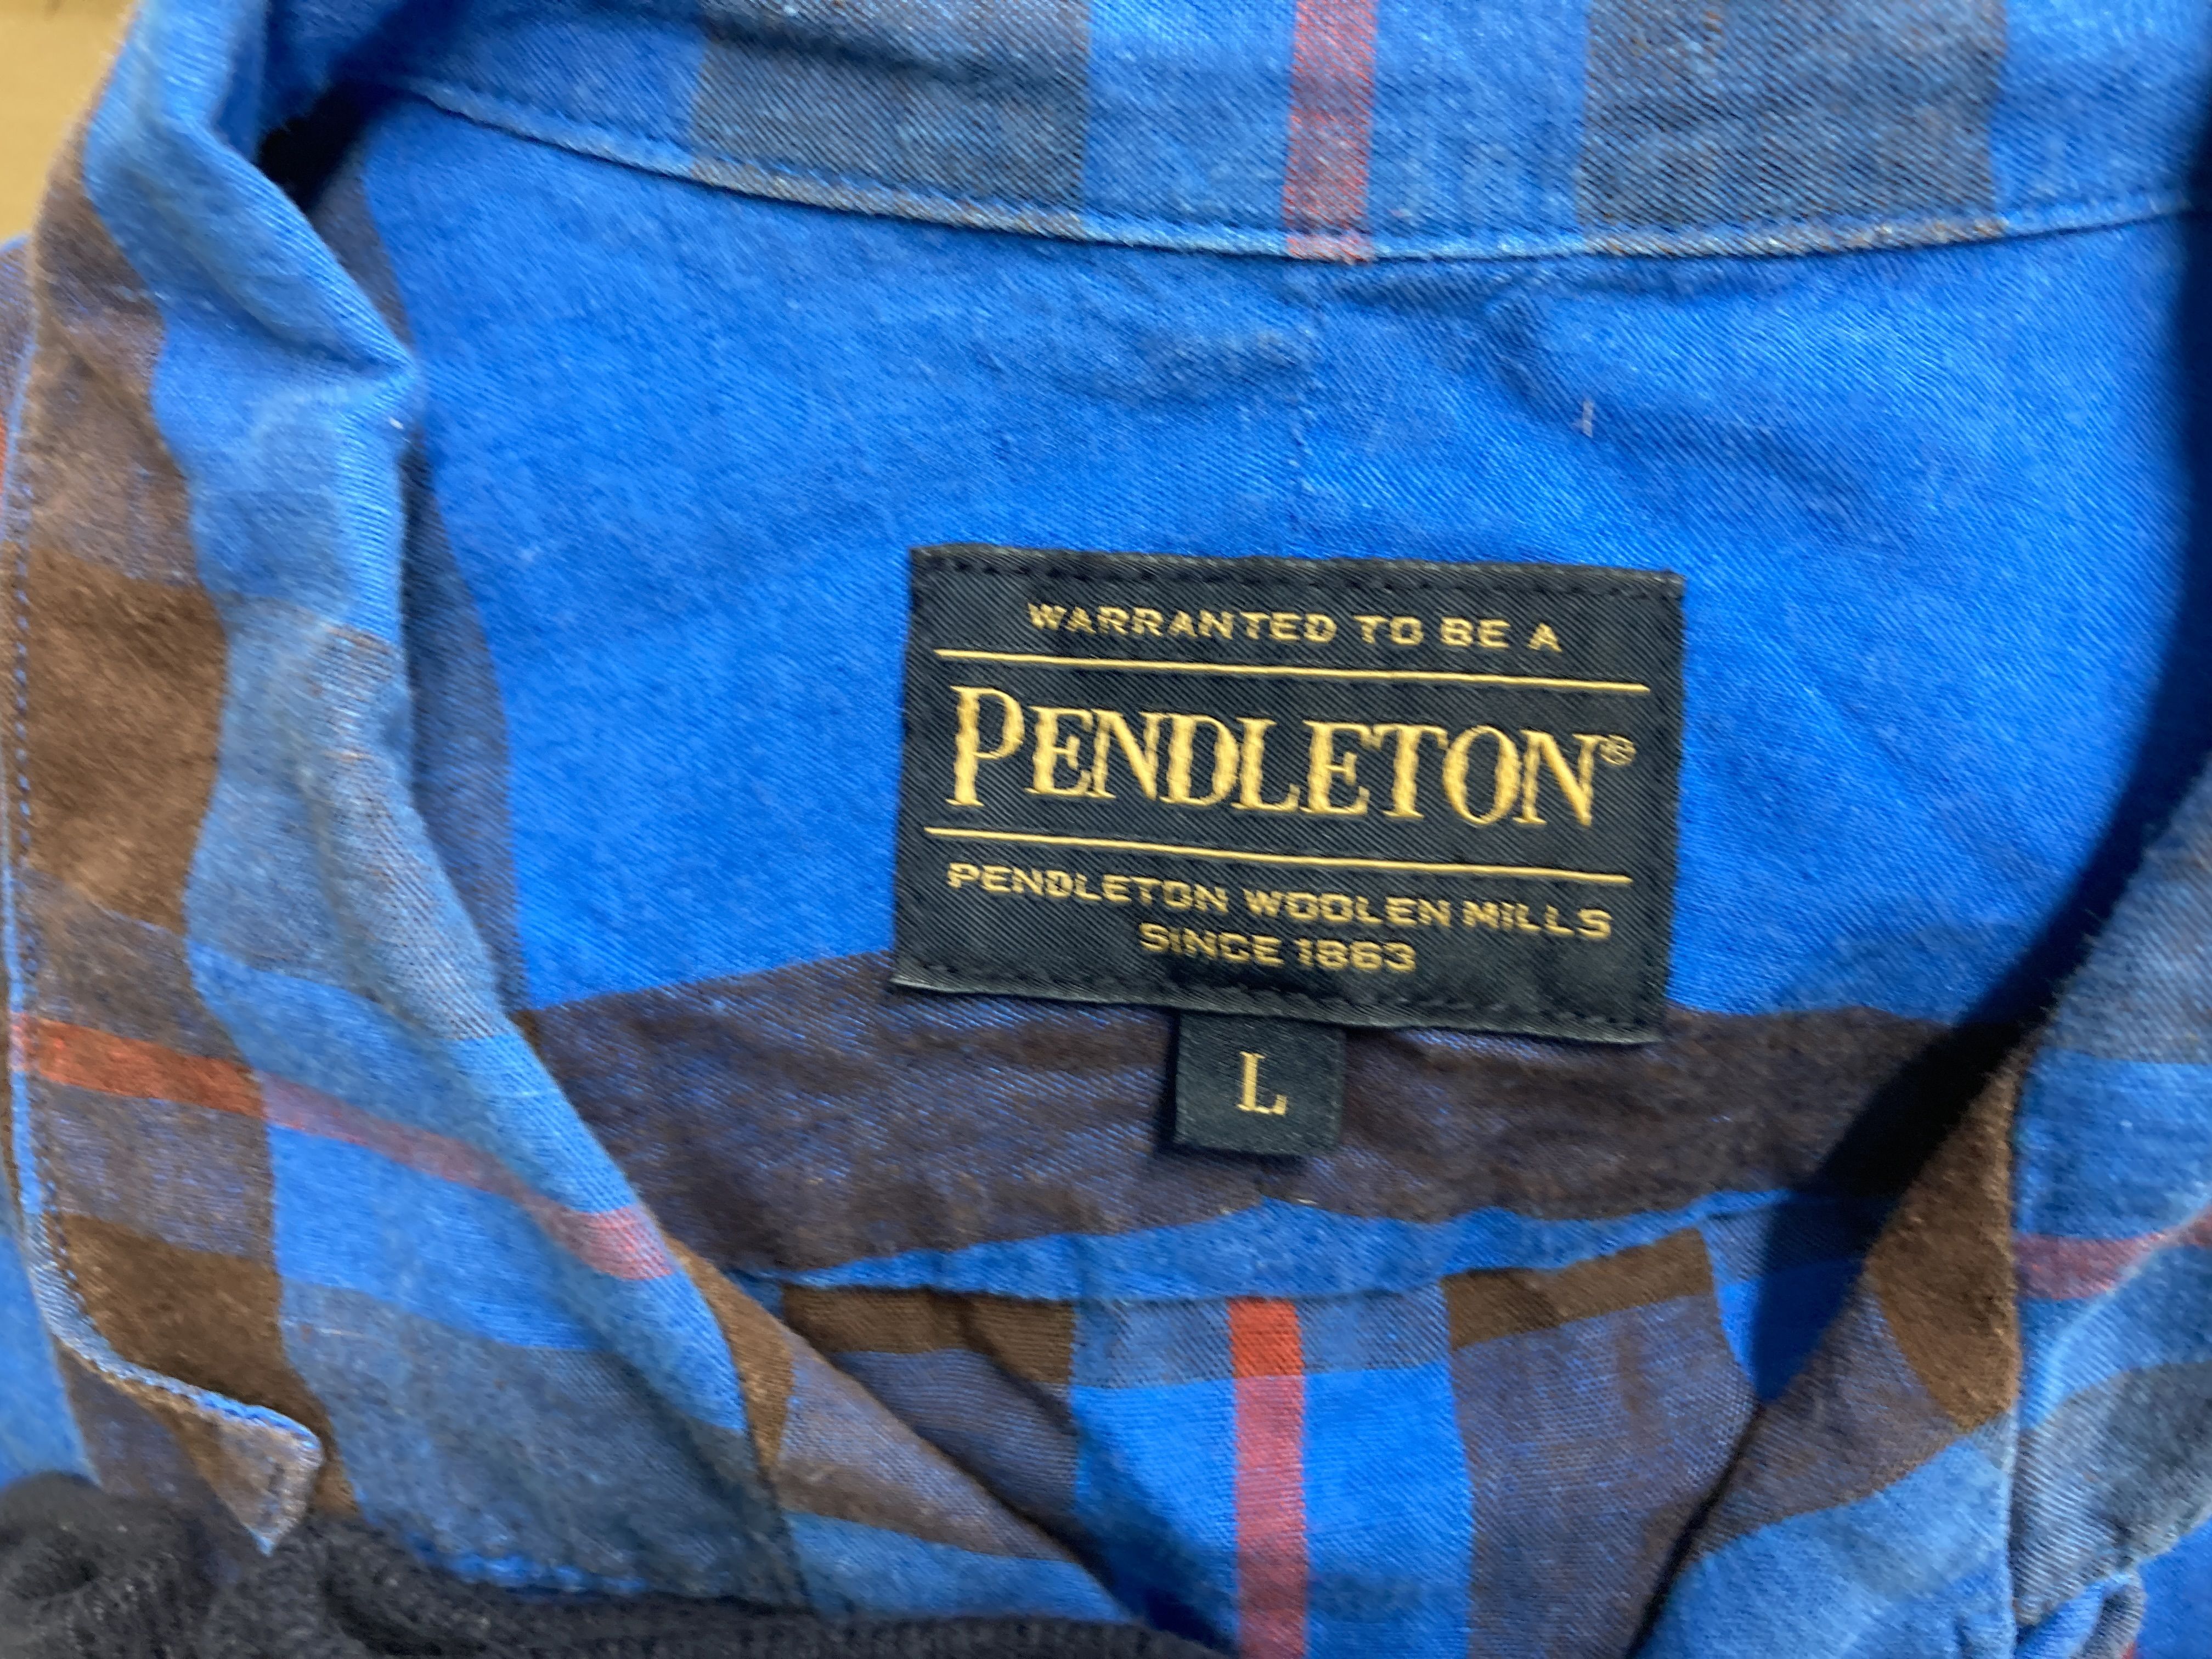 WARRANTED TO BE A
PENDLETON®
PENDLETON WOOLEN MILLS
SINCE 1863
L